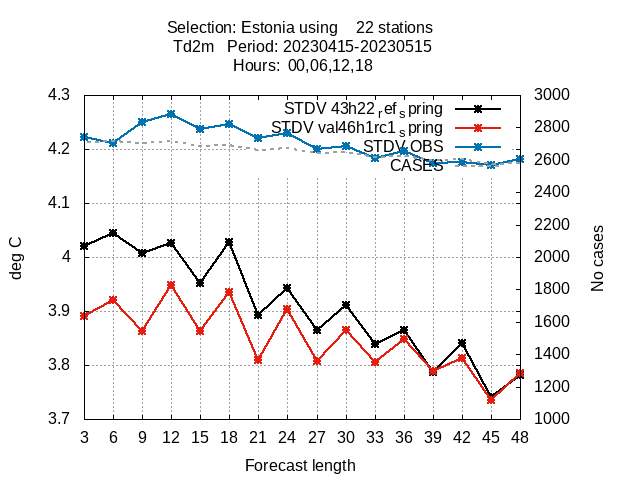 Selection: Estonia using    22 stations
Td2m   Period: 20230415-20230515
Hours:  00,06,12,18
STDV 43h22ref spring
STDV val46h1rc1spring
STDV OBS
CASES
4.3
4.2
4.1
4
3.9
3.8
3.7
deg C
3000
2800
2600
2400
2200
2000
1800
1600
1400
1200
1000
No cases
3 6 9 12 15 18 21 24 27 30 33 36 39 42 45 48
Forecast length